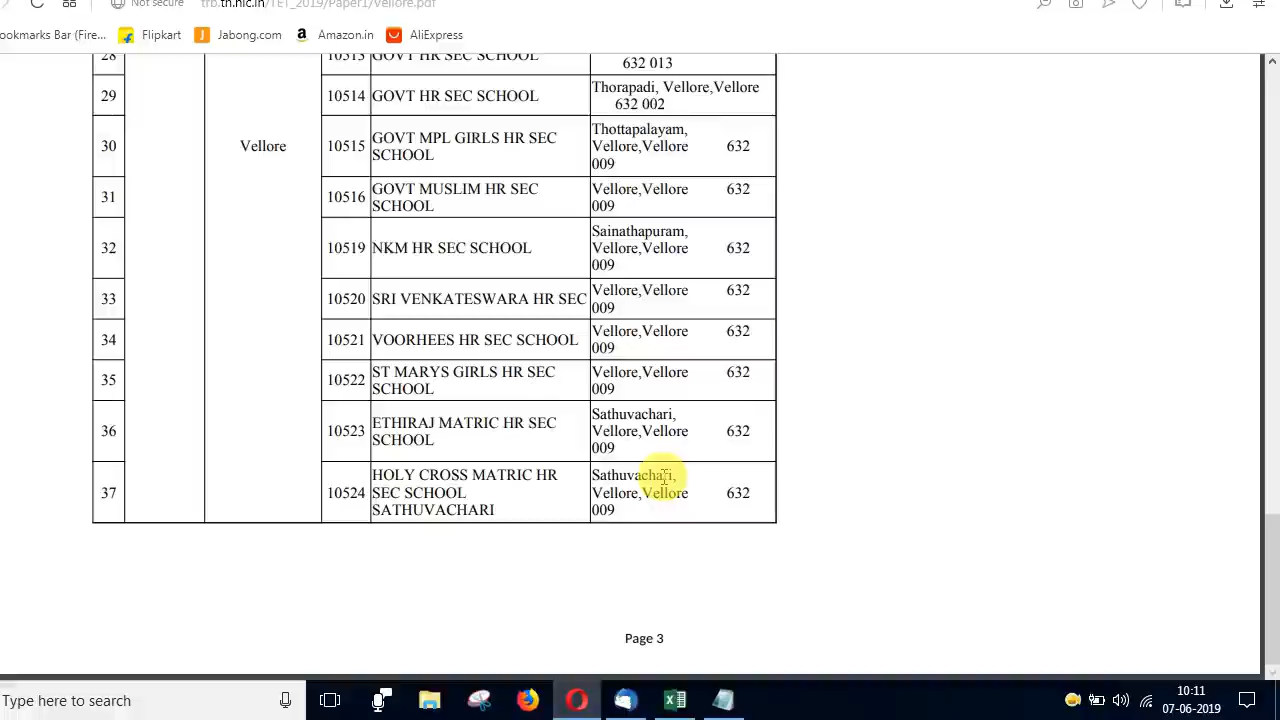 Not secure trb.tn.nic.in/TET_2019/Paper1/Vellore.pdf
ookmarks Bar (Fire... Flipkart Jabong.com Amazon.in AliExpress
28 10513 GOVT HR SEC SCHOOL
632 013
29 10514 GOVT HR SEC SCHOOL Thorapadi, Vellore,Vellore
632 002
30 Vellore 10515 GOVT MPL GIRLS HR SEC
SCHOOL
Thottapalayam,
Vellore,Vellore 632
009
31 10516 GOVT MUSLIM HR SEC
SCHOOL
Vellore,Vellore 632
009
32 10519 NKM HR SEC SCHOOL
Sainathapuram,
Vellore,Vellore 632
009
33 10520 SRI VENKATESWARA HR SEC
Vellore,Vellore 632
009
34 10521 VOORHEES HR SEC SCHOOL
Vellore,Vellore 632
009
35 10522 ST MARYS GIRLS HR SEC
SCHOOL
Vellore,Vellore 632
009
36 10523 ETHIRAJ MATRIC HR SEC
SCHOOL
Sathuvachari,
Vellore,Vellore 632
009
37 10524 HOLY CROSS MATRIC HR
SEC SCHOOL
SATHUVACHARI
Sathuvachari,
Vellore,Vellore 632
009
Page 3
Type here to search
10:11
07-06-2019